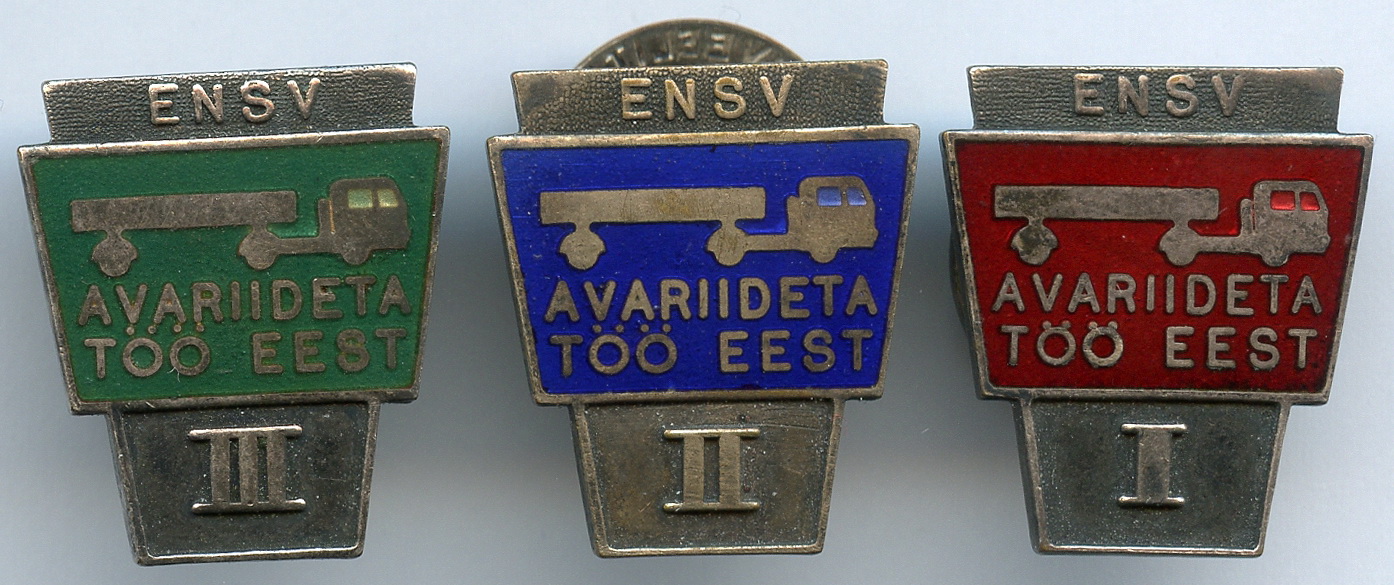 ENSV
AVARIIDETA
TÖÖ EEST
III
ENSV
AVARIIDETA
TÖÖ EEST
II
ENSV
AVARIIDETA
TÖÖ EEST
I